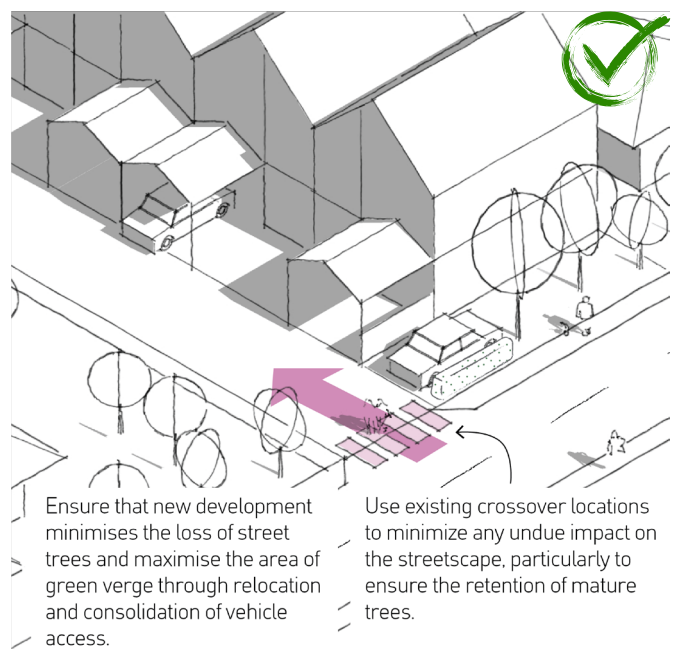 Ensure that new development
minimises the loss of street
trees and maximise the area of
green verge through relocation
and consolidation of vehicle
access.
Use existing crossover locations
to minimize any undue impact on
the streetscape, particularly to
ensure the retention of mature
trees.